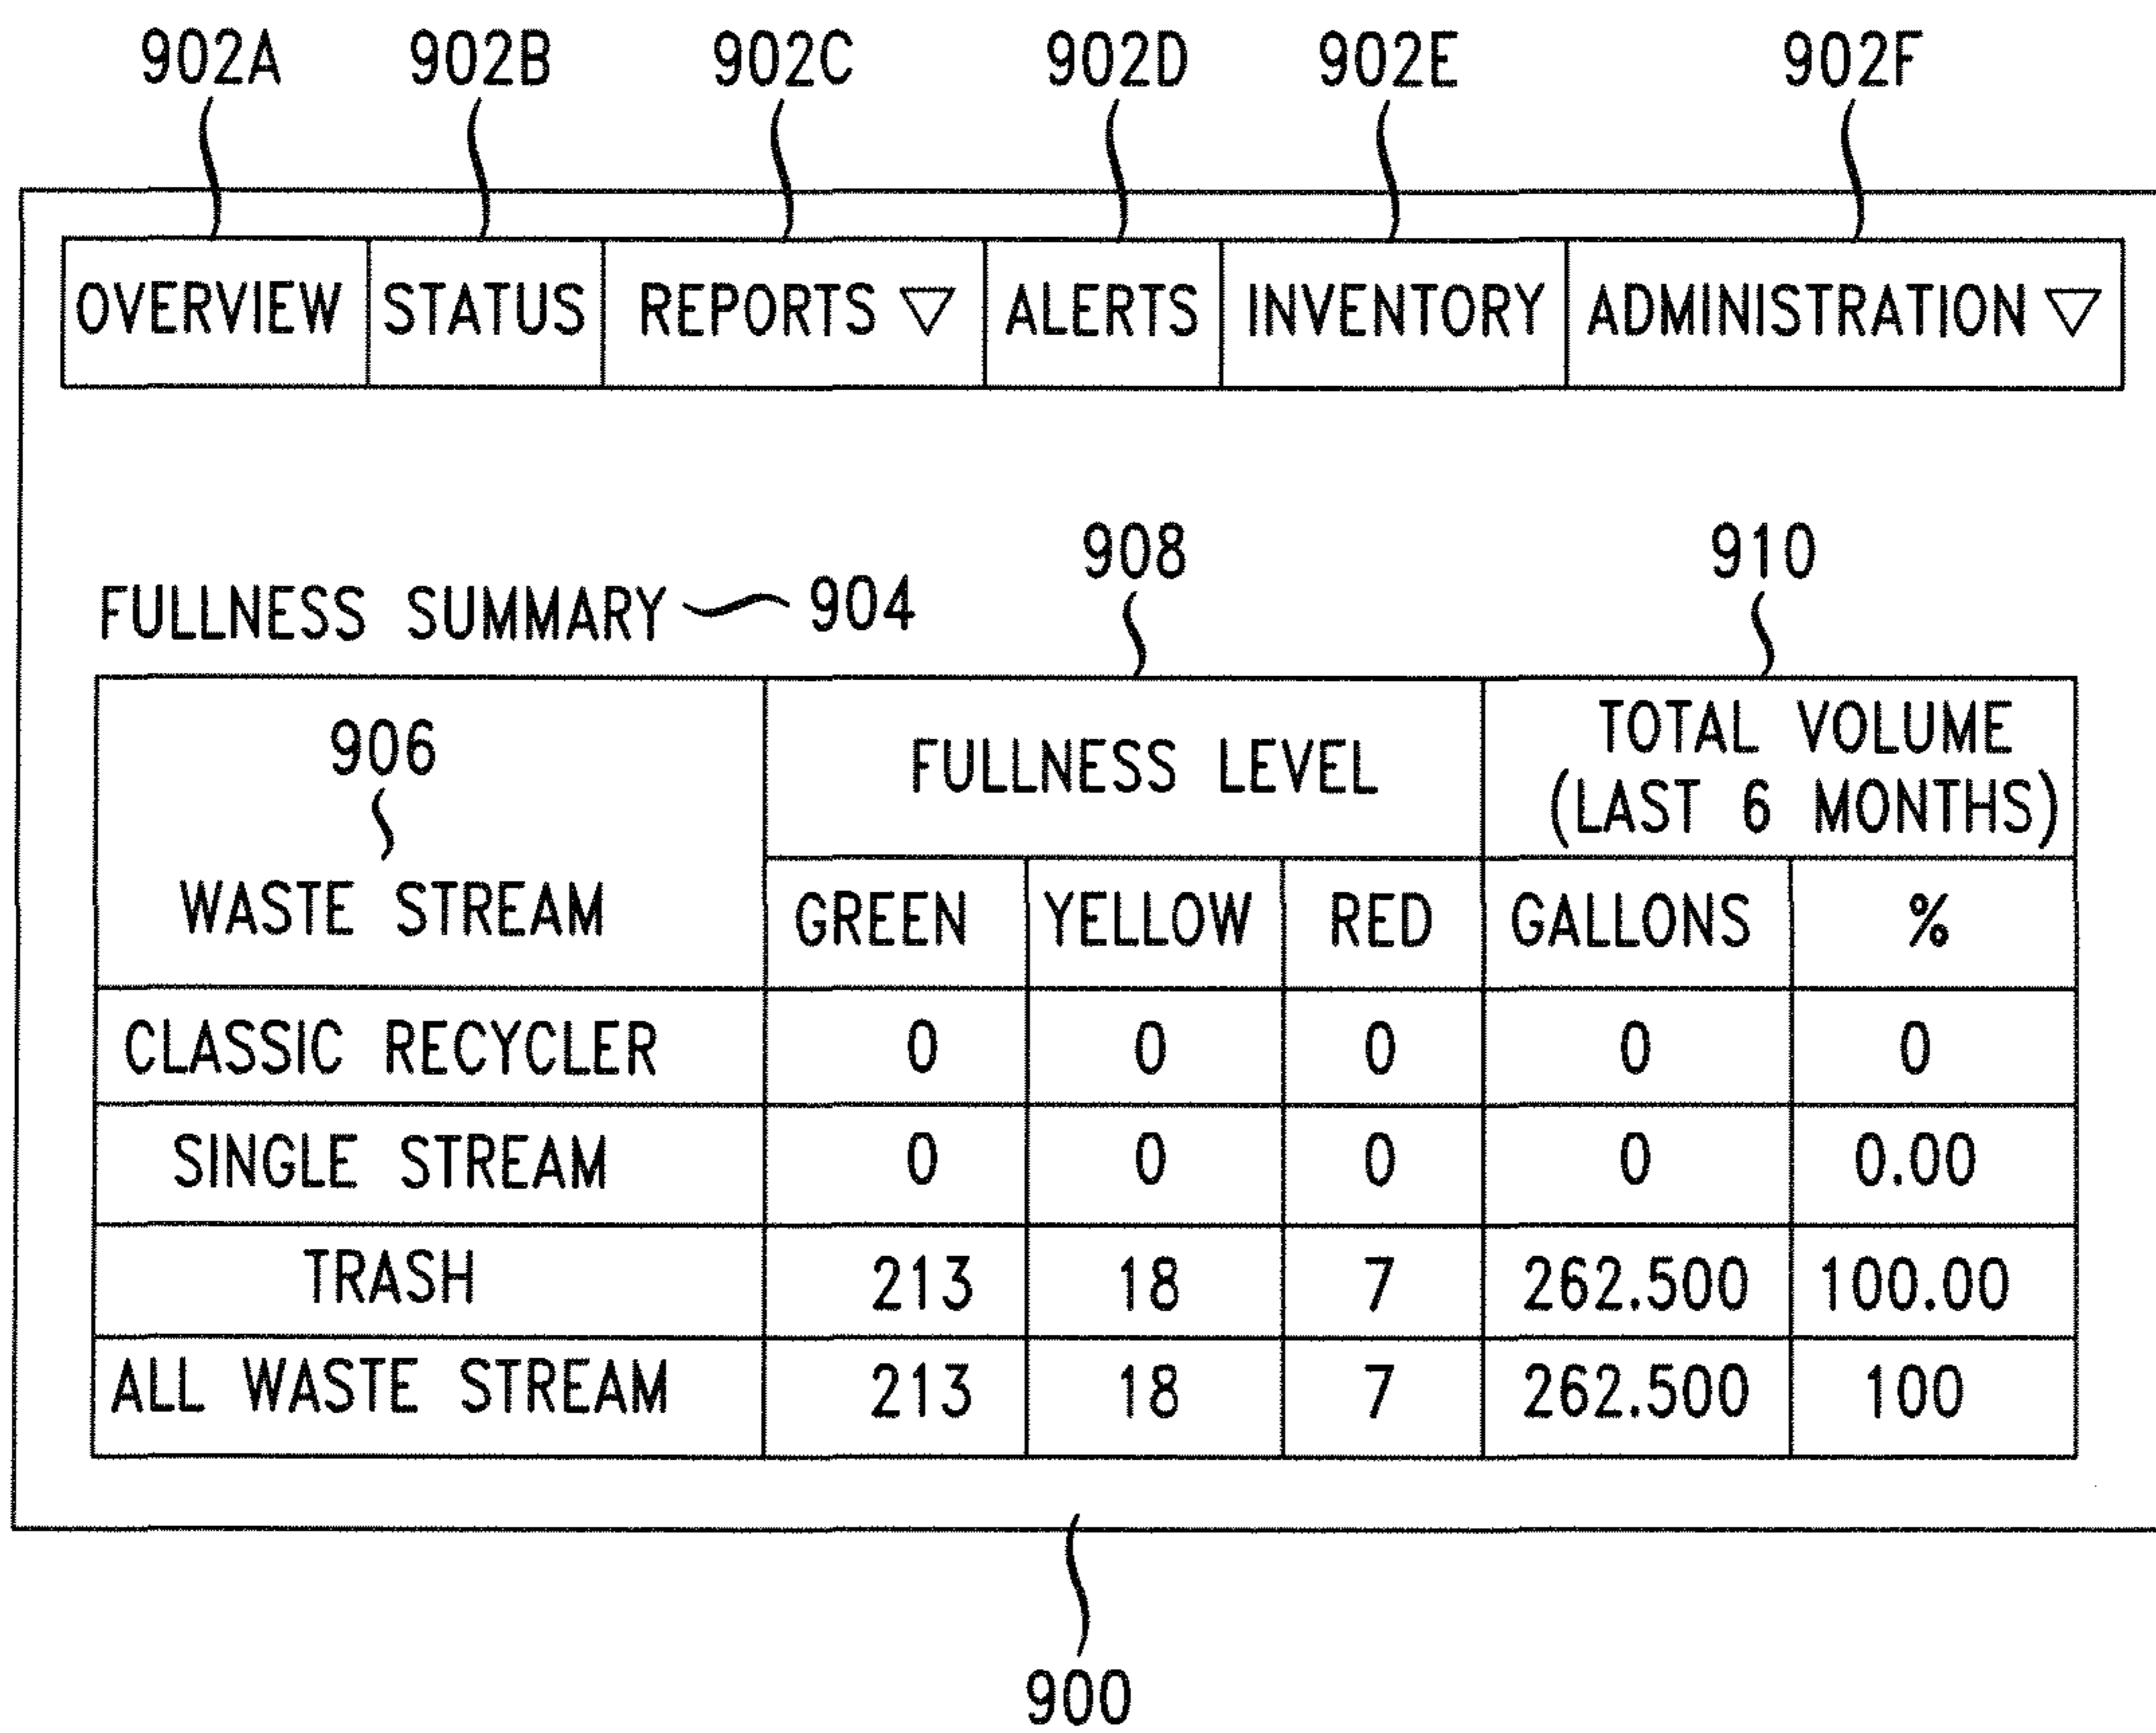 902A 902B 902C 902D 902E 902F
OVERVIEW STATUS REPORTS ▽ ALERTS INVENTORY ADMINISTRATION ▽
908 910
FULLNESS SUMMARY 904
906
WASTE STREAM
FULLNESS LEVEL
TOTAL VOLUME
(LAST 6 MONTHS)
GREEN YELLOW RED GALLONS %
CLASSIC RECYCLER 0 0 0 0 0
SINGLE STREAM 0 0 0 0 0.00
TRASH 213 18 7 262.500 100.00
ALL WASTE STREAM 213 18 7 262.500 100
900